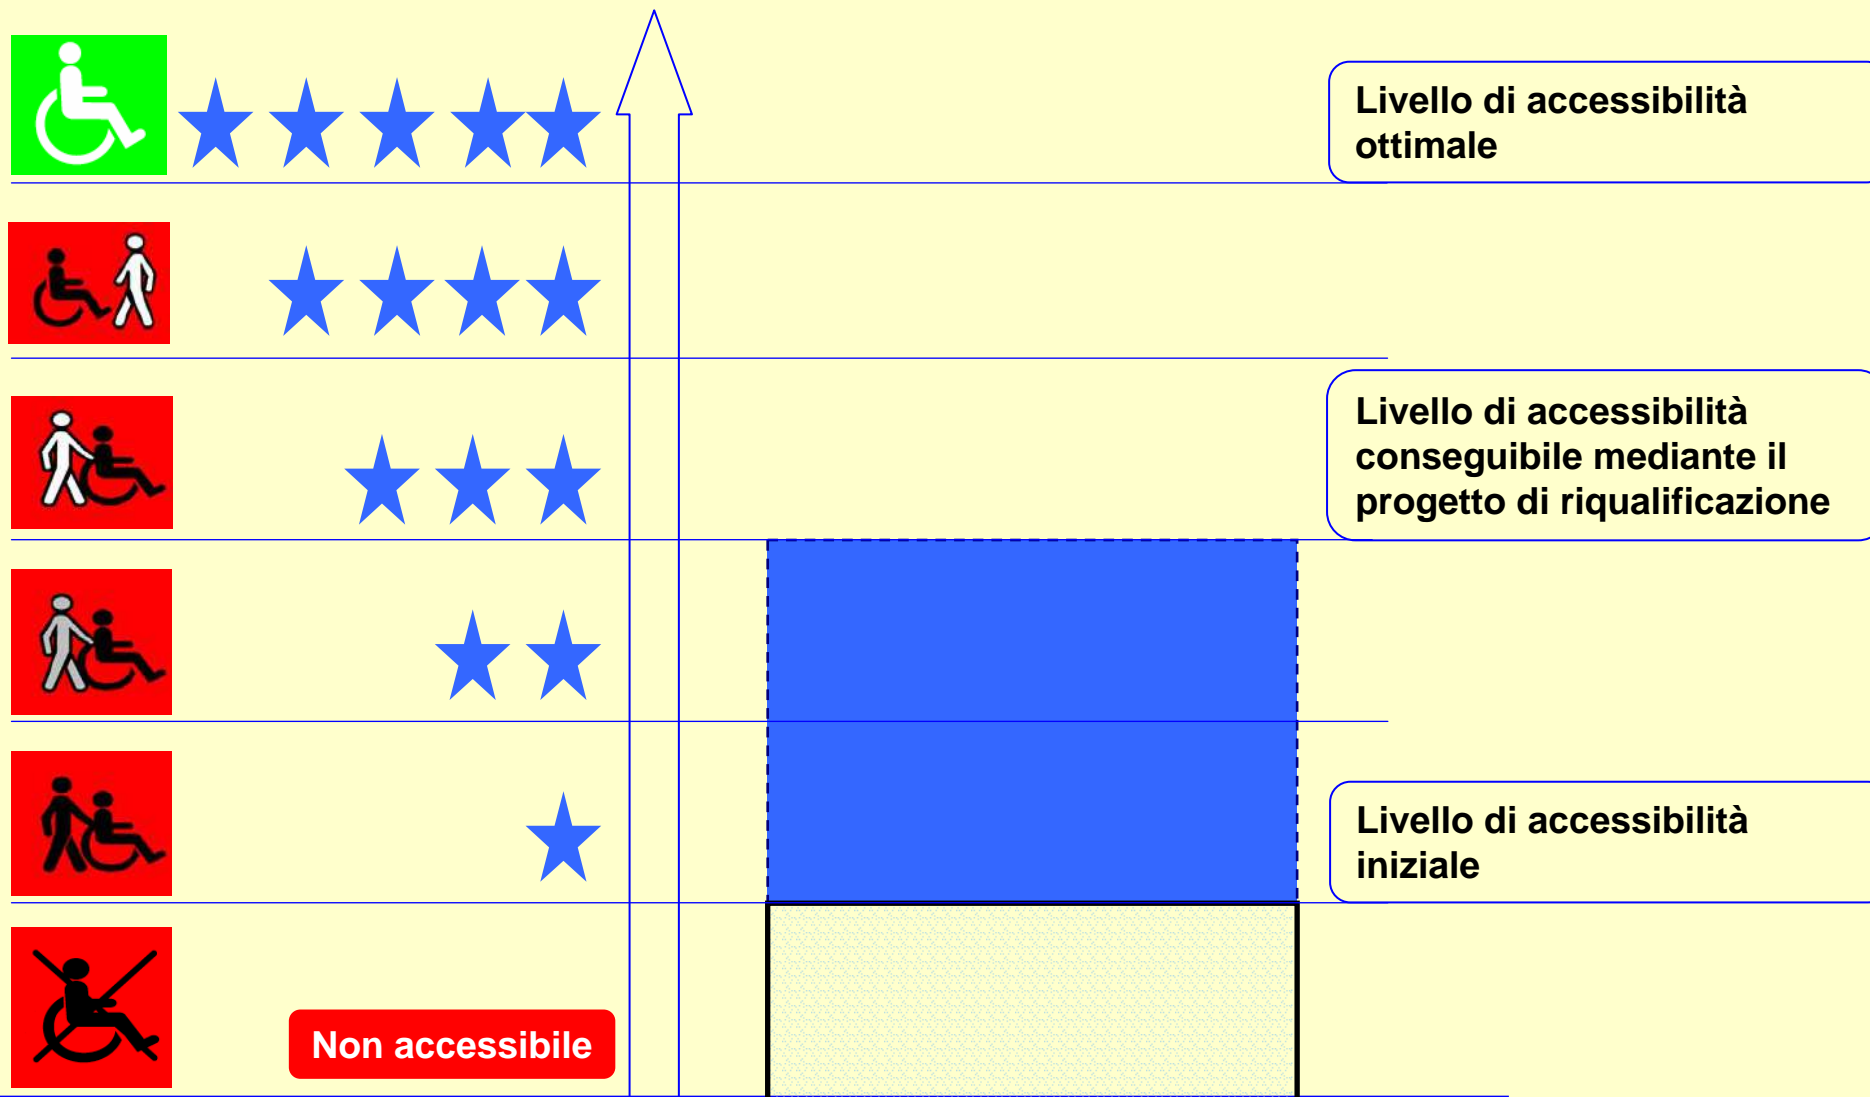 Livello di accessibilità
ottimale
Livello di accessibilità
conseguibile mediante il
progetto di riqualificazione
Livello di accessibilità
iniziale
Non accessibile